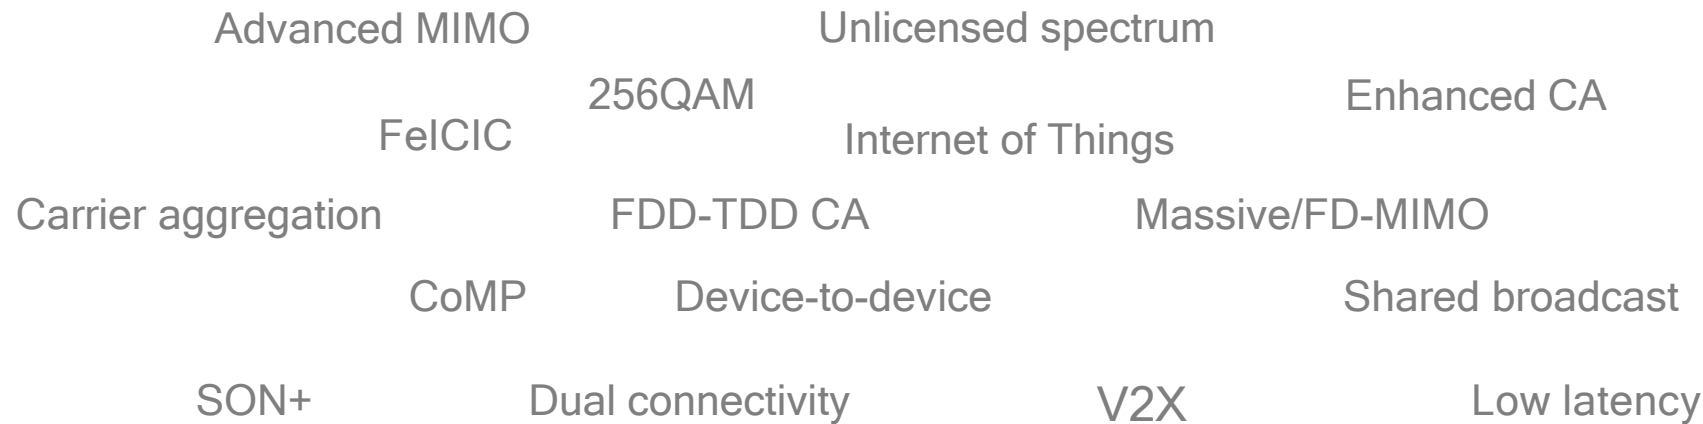 Advanced MIMO
Unlicensed spectrum
256QAM
Enhanced CA
FeICIC
Internet of Things
Carrier aggregation
FDD-TDD CA
Massive/FD-MIMO
CoMP
Device-to-device
Shared broadcast
SON+
Dual connectivity
V2X
Low latency